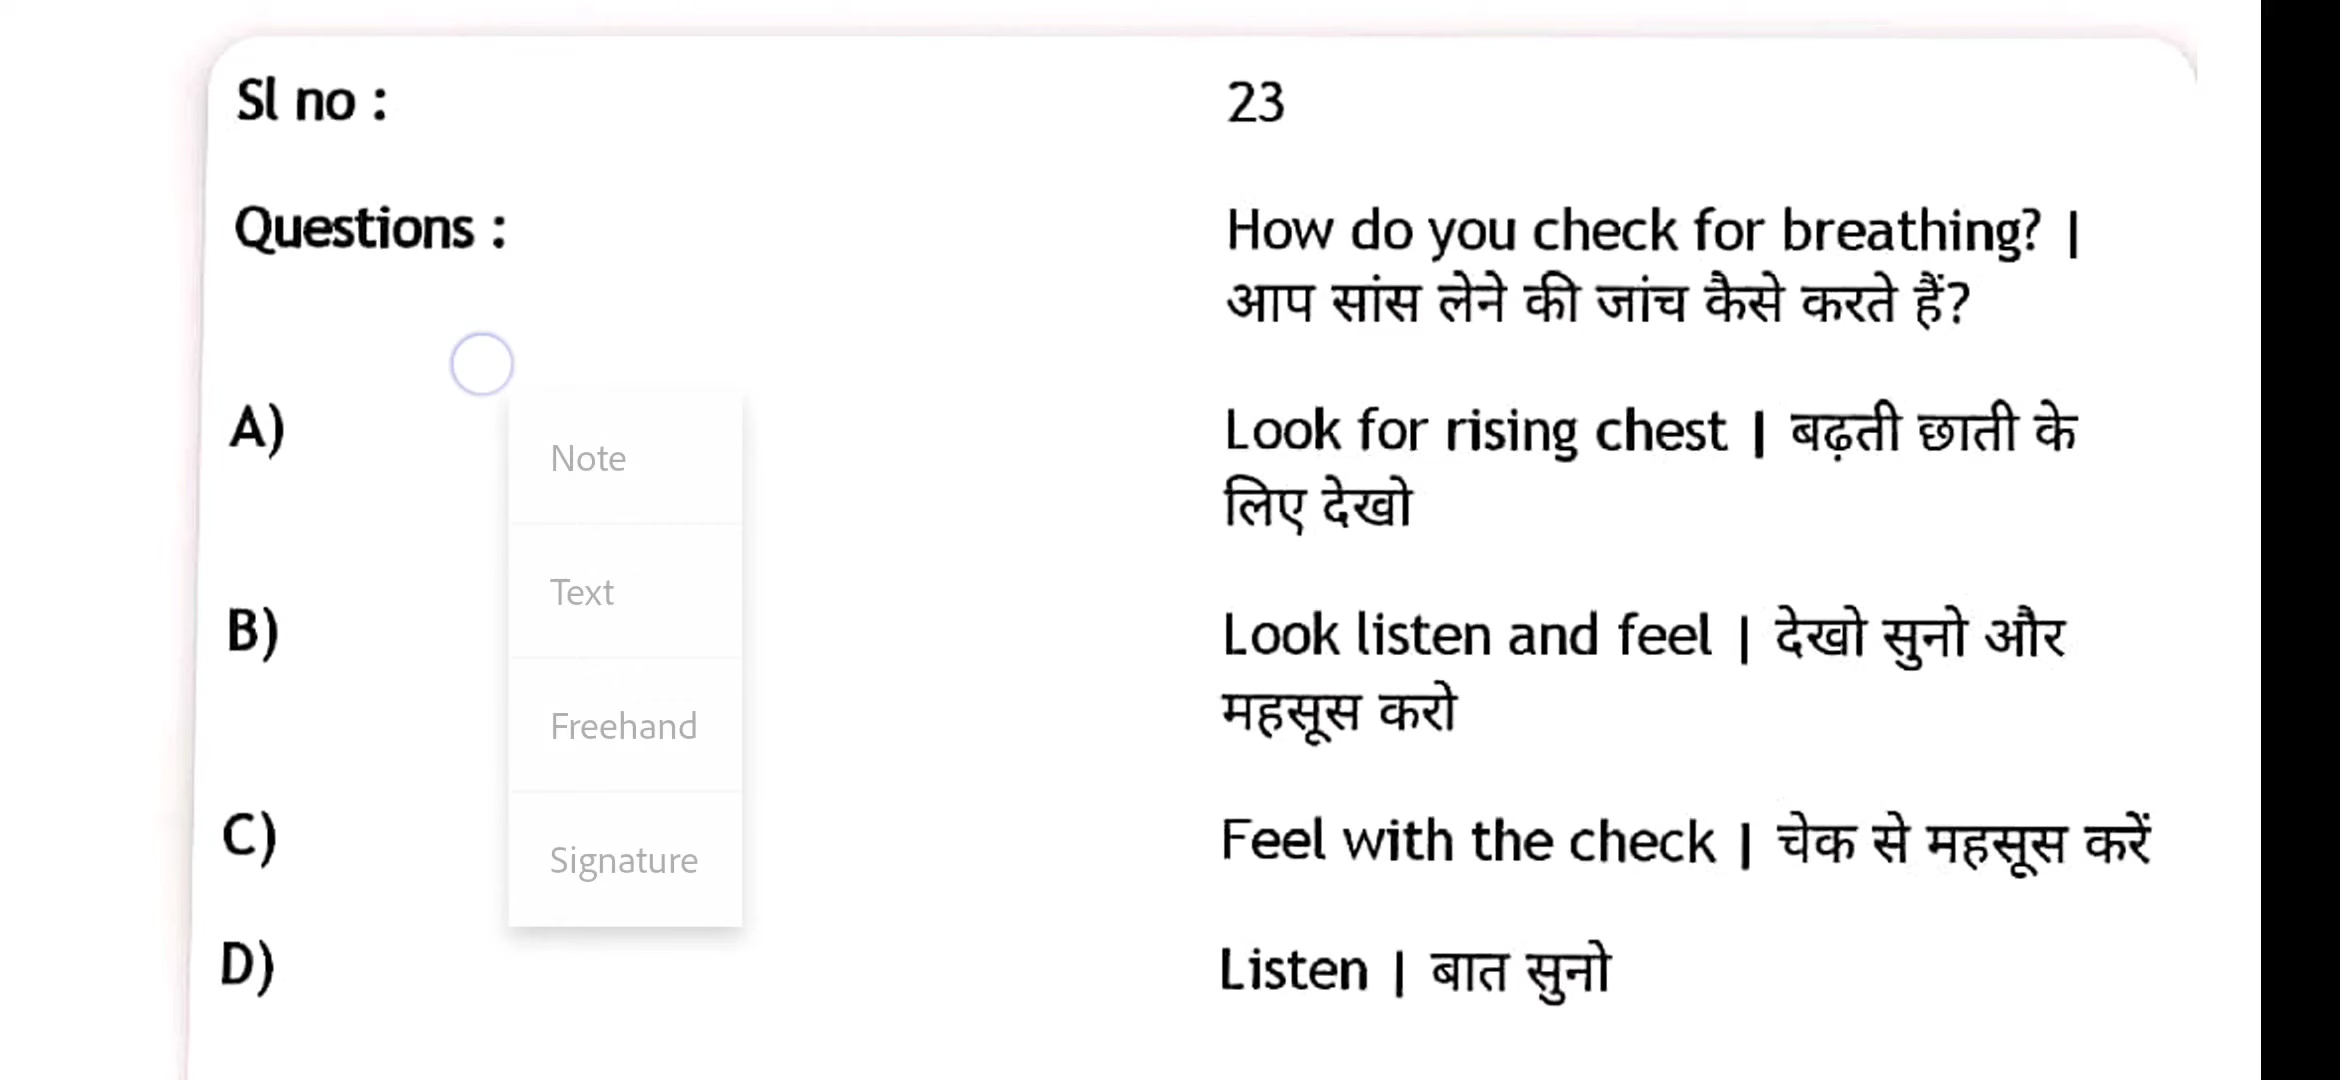 Sl no :
23
Questions :
How do you check for breathing? |
आप सांस लेने की जांच कैसे करते हैं?
A)
Look for rising chest | बढ़ती छाती के
लिए देखो
B)
Look listen and feel | देखो सुनो और
महसूस करो
C)
Feel with the check | चेक से महसूस करें
D)
Listen | बात सुनो
Note
Text
Freehand
Signature